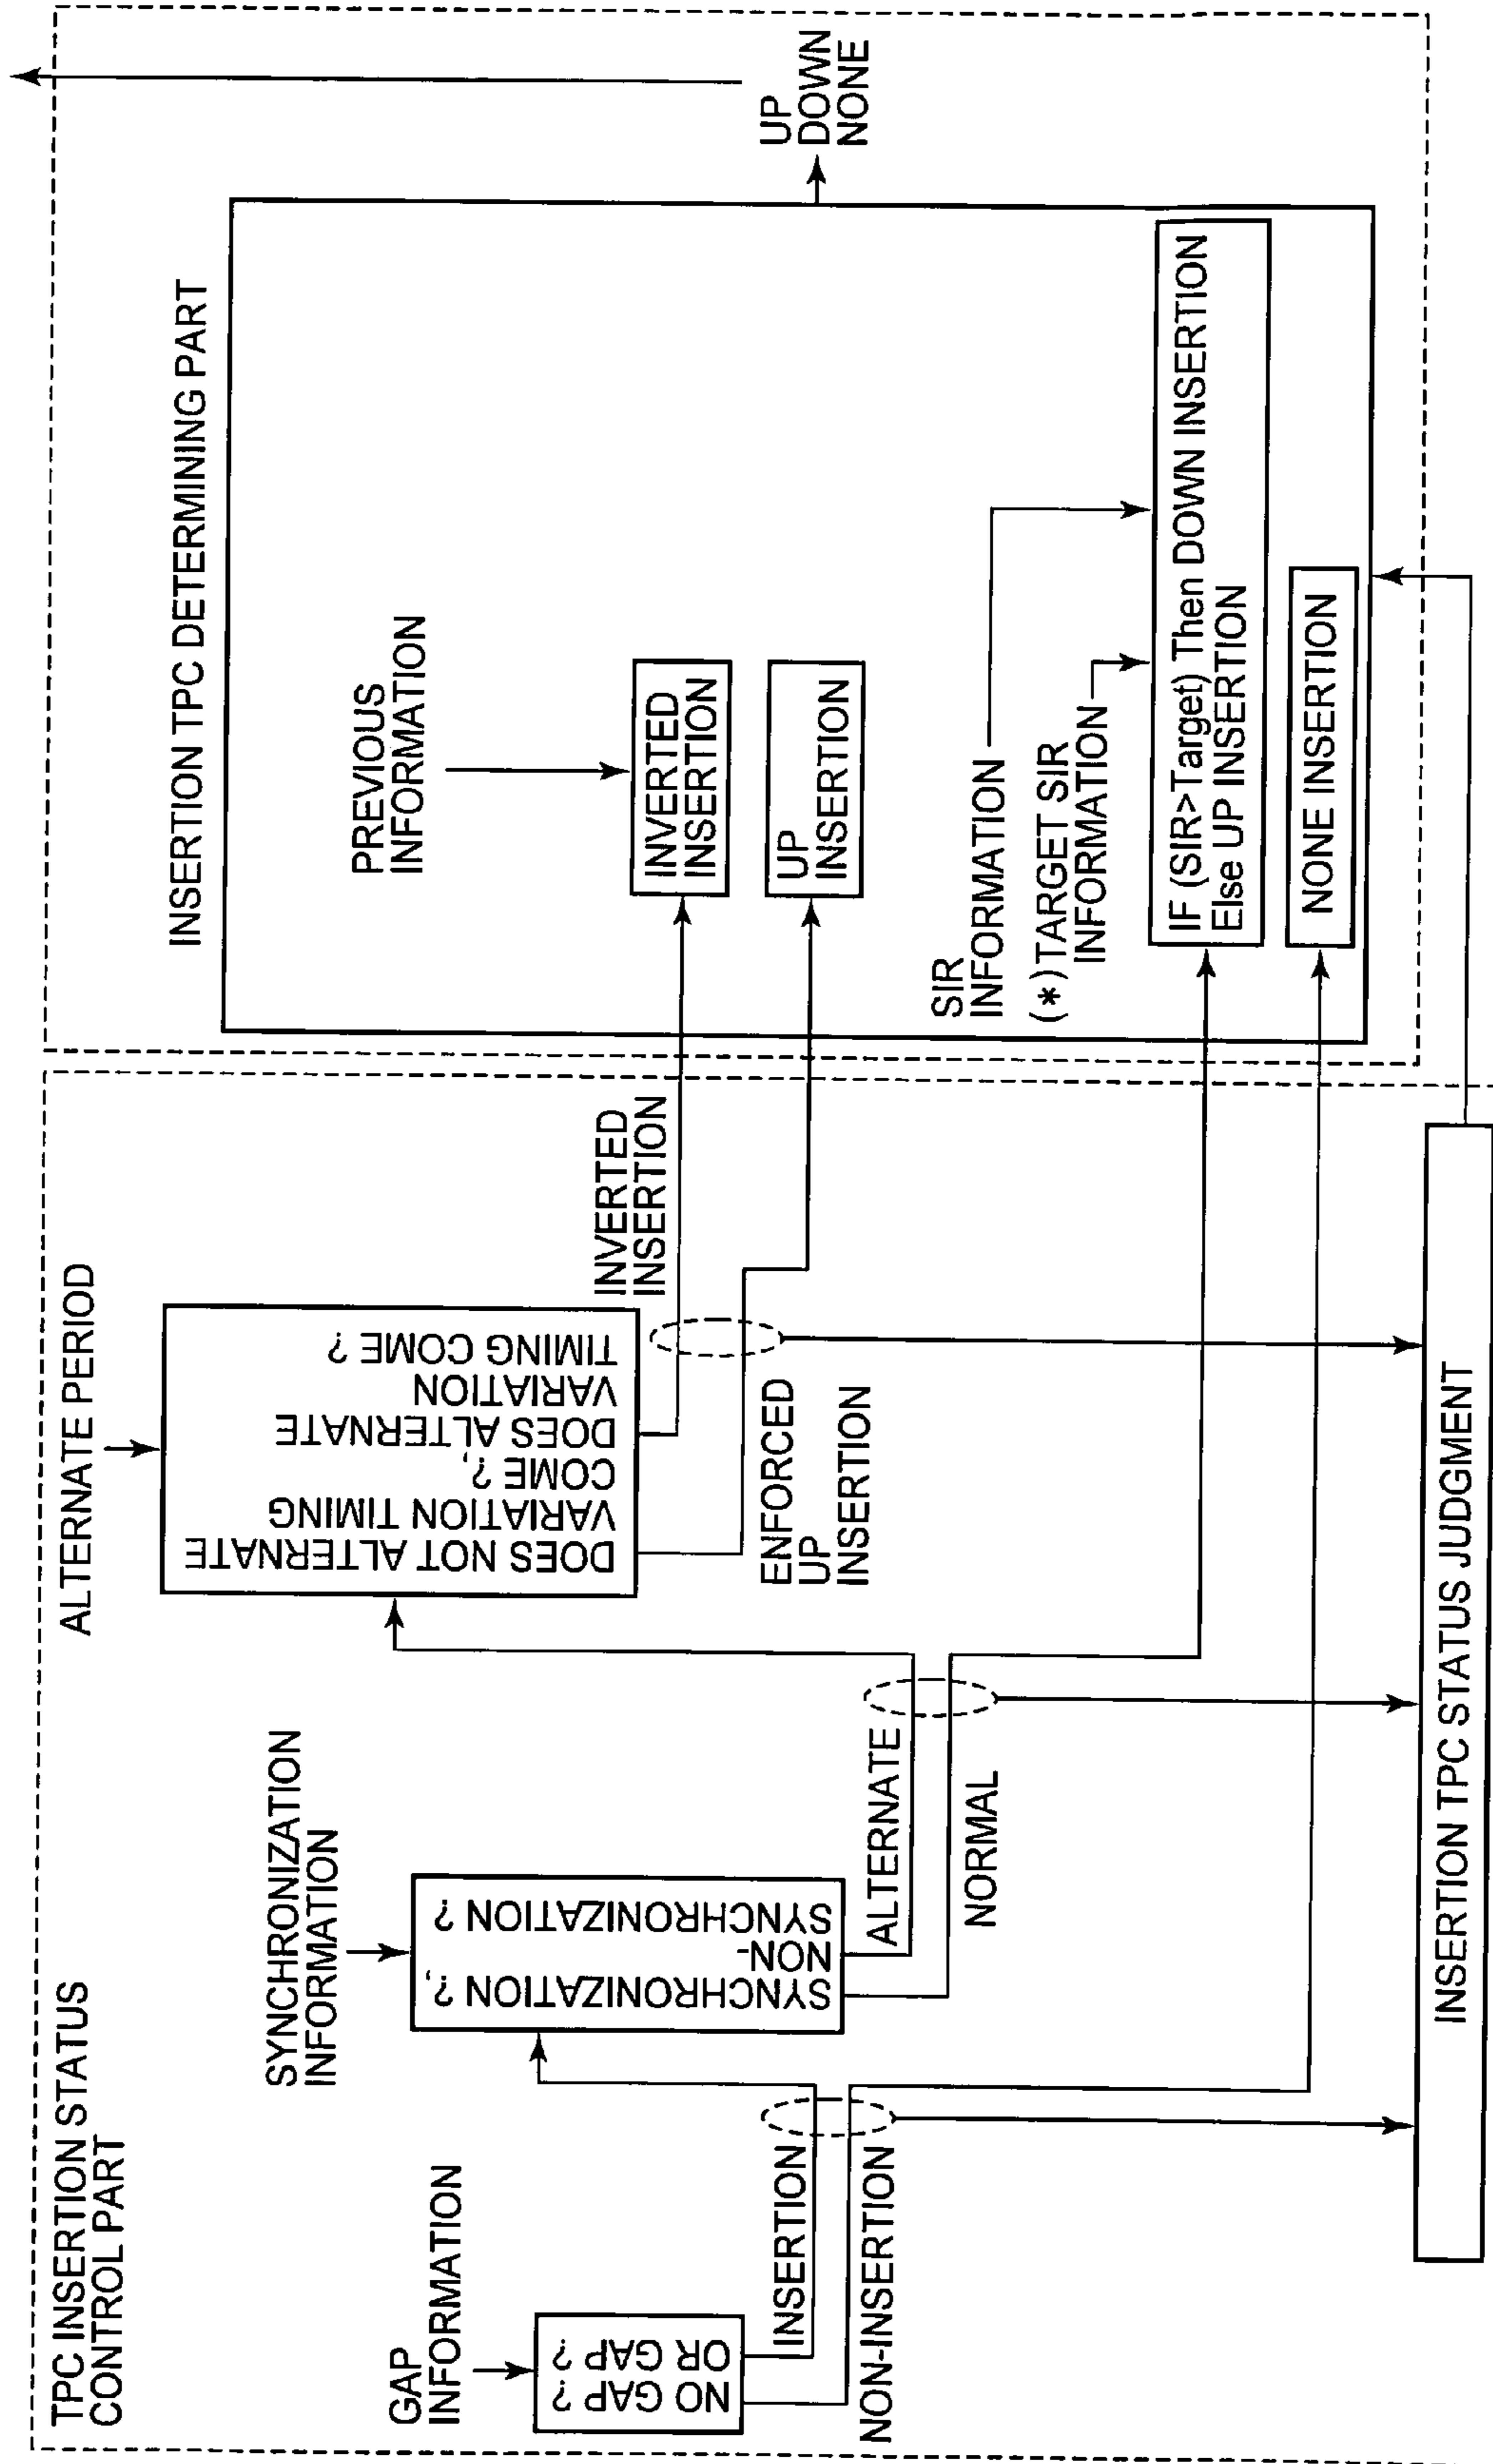 TPC INSERTION STATUS
CONTROL PART
GAP
INFORMATION
NO GAP ?
OR GAP ?
INSERTION
NON-INSERTION
SYNCHRONIZATION
INFORMATION
SYNCHRONIZATION ?,
NON-
SYNCHRONIZATION ?
ALTERNATE
NORMAL
ALTERNATE PERIOD
DOES NOT ALTERNATE
VARIATION TIMING
COME ?,
DOES ALTERNATE
VARIATION
TIMING COME ?
INVERTED
INSERTION
ENFORCED
UP
INSERTION
INSERTION TPC STATUS JUDGMENT
INSERTION TPC DETERMINING PART
PREVIOUS
INFORMATION
INVERTED
INSERTION
UP
INSERTION
SIR
INFORMATION
(*)TARGET SIR
INFORMATION
IF (SIR>Target) Then DOWN INSERTION
Else UP INSERTION
NONE INSERTION
UP
DOWN
NONE